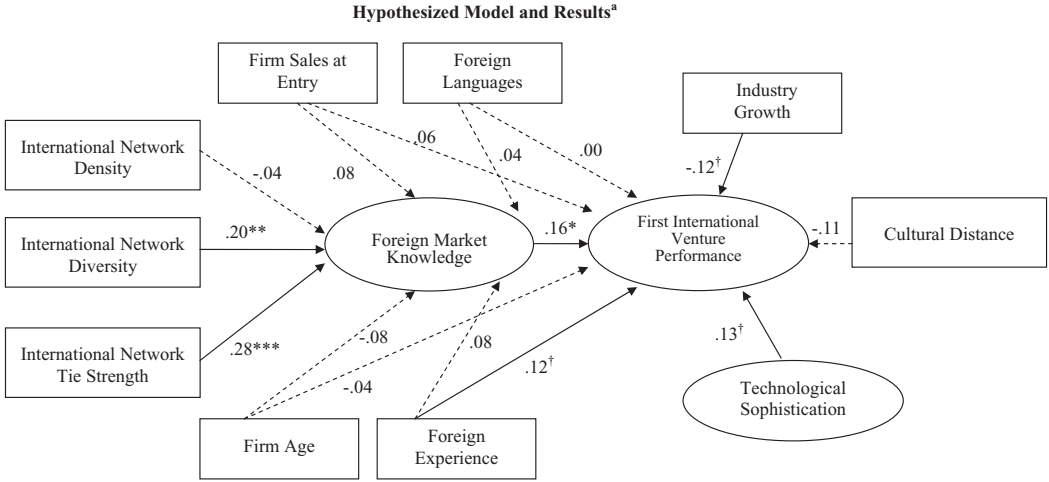 Hypothesized Model and Resultsᵃ
Firm Sales at
Entry
Foreign
Languages
Industry
Growth
International Network
Density
.06
.04
.00
-.12†
-.04
.08
International Network
Diversity
.20**
Foreign Market
Knowledge
.16*
First International
Venture
Performance
-.11
Cultural Distance
International Network
Tie Strength
.28***
-.08
.08
.13†
-.04
.12†
Technological
Sophistication
Firm Age
Foreign
Experience